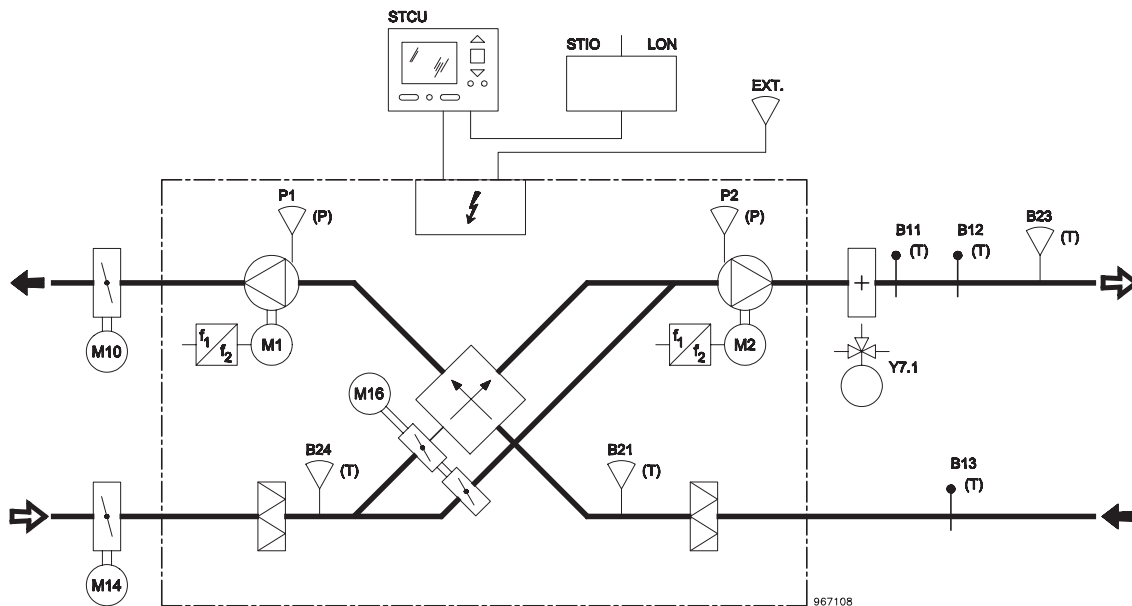 STCU
STIO LON
EXT.
P1
(P)
P2
(P)
B11
(T)
B12
(T)
B23
(T)
M10
f1
f2
M1
f1
f2
M2
M16
Y7.1
B24
(T)
B21
(T)
B13
(T)
M14
967108